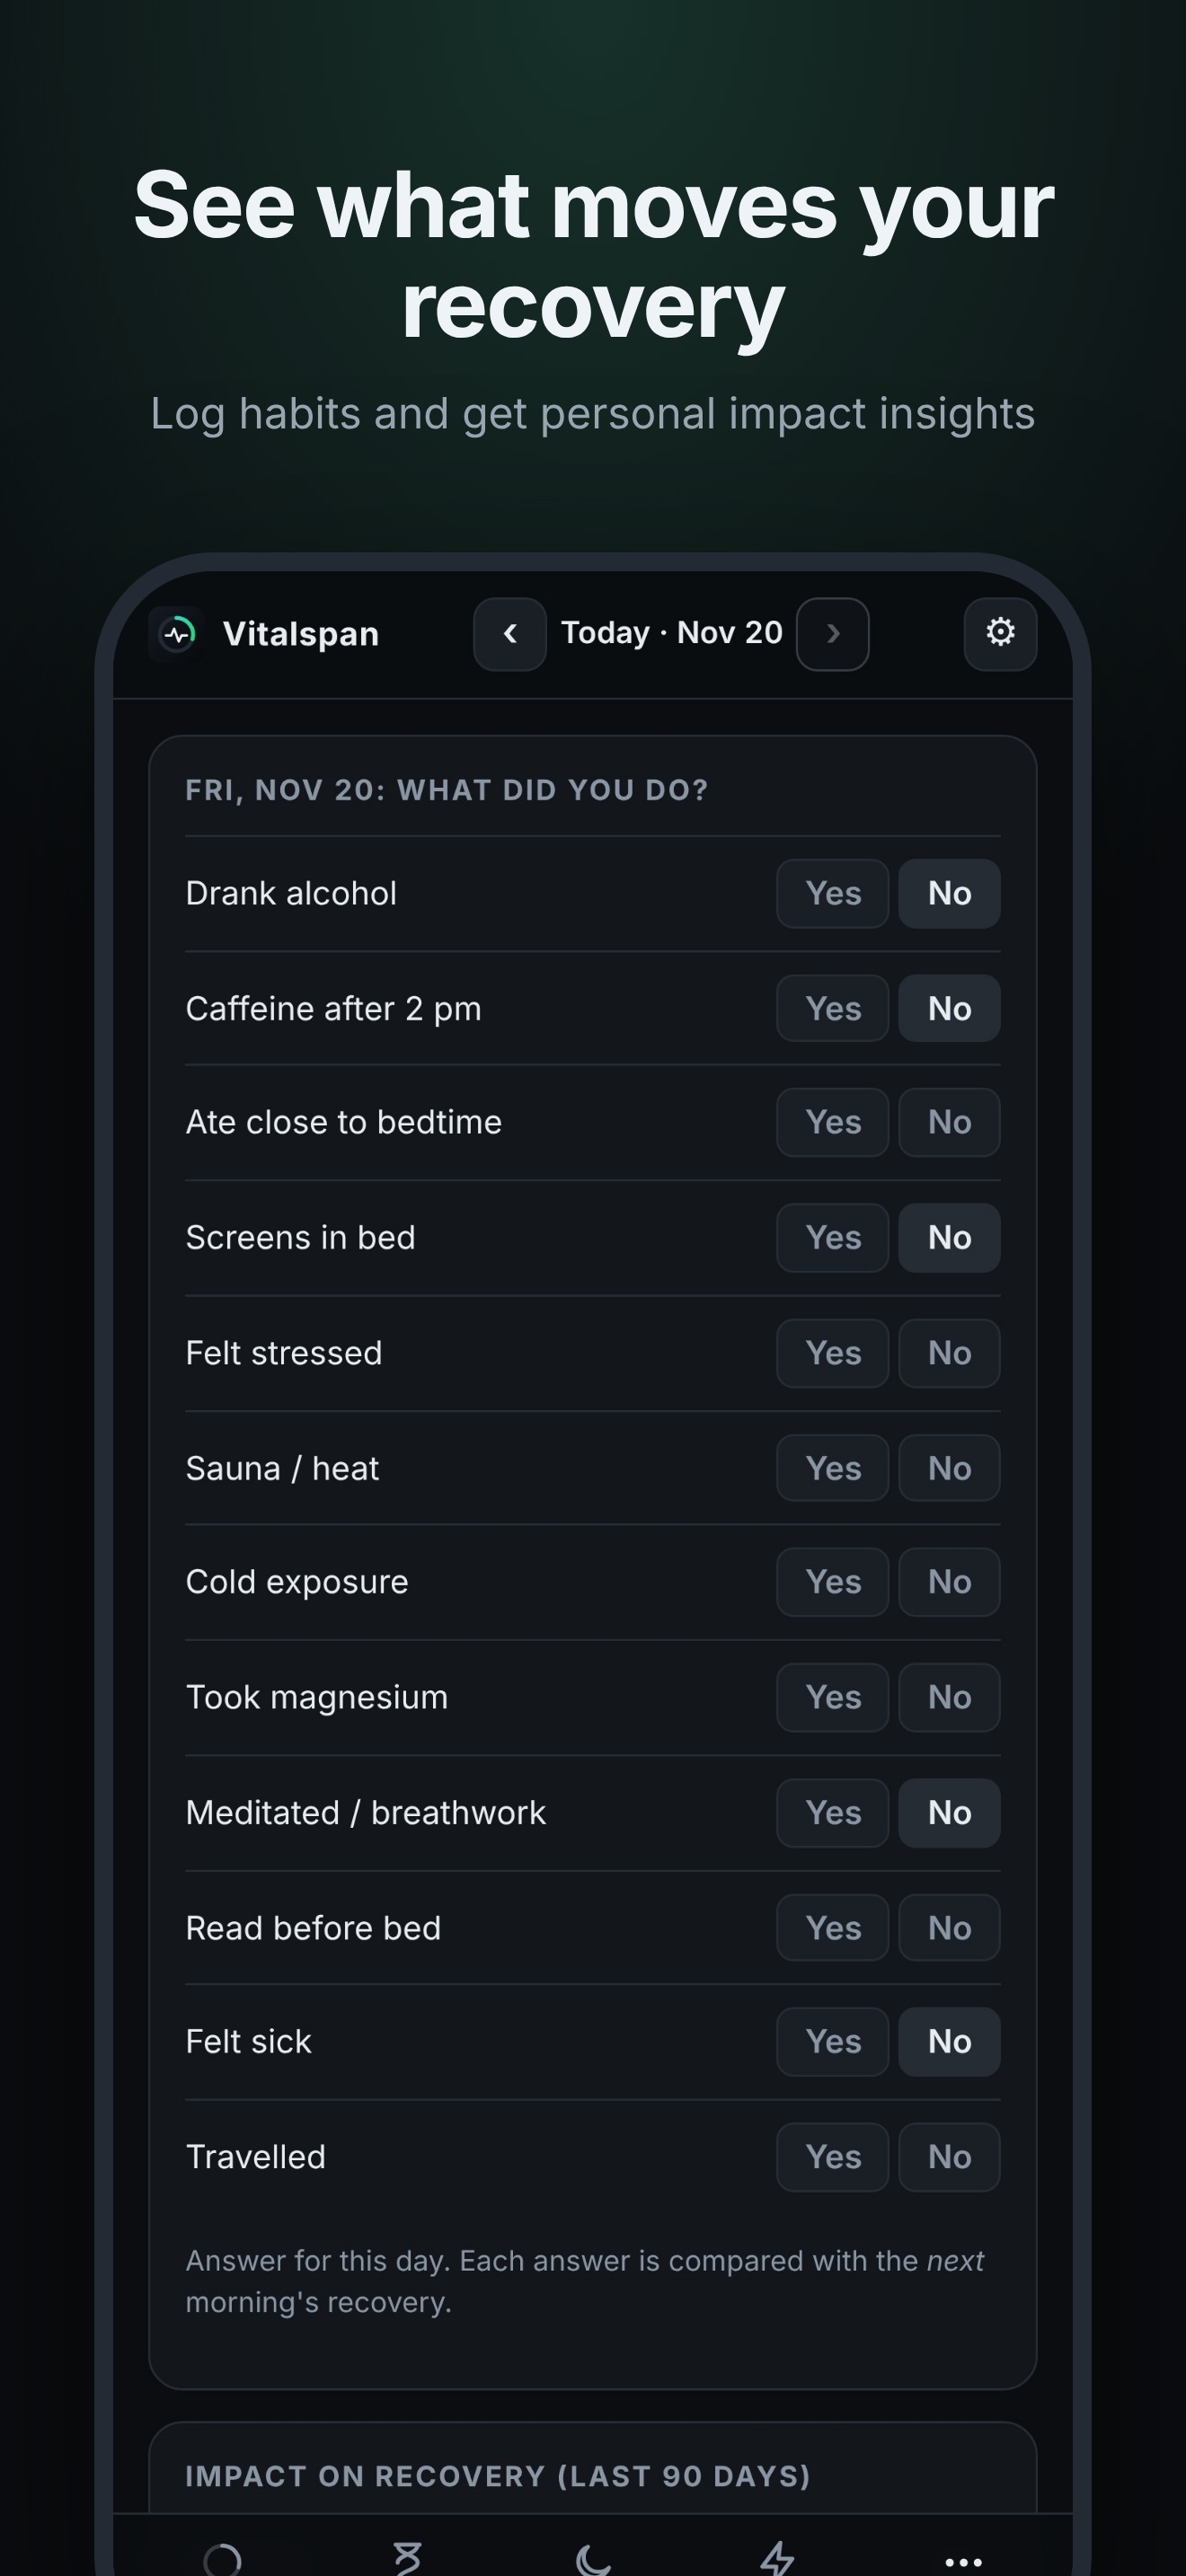 See what moves your
recovery
Log habits and get personal impact insights
Vitalspan
‹ Today · Nov 20 ›
FRI, NOV 20: WHAT DID YOU DO?
Drank alcohol Yes No
Caffeine after 2 pm Yes No
Ate close to bedtime Yes No
Screens in bed Yes No
Felt stressed Yes No
Sauna / heat Yes No
Cold exposure Yes No
Took magnesium Yes No
Meditated / breathwork Yes No
Read before bed Yes No
Felt sick Yes No
Travelled Yes No
Answer for this day. Each answer is compared with the next
morning's recovery.
IMPACT ON RECOVERY (LAST 90 DAYS)